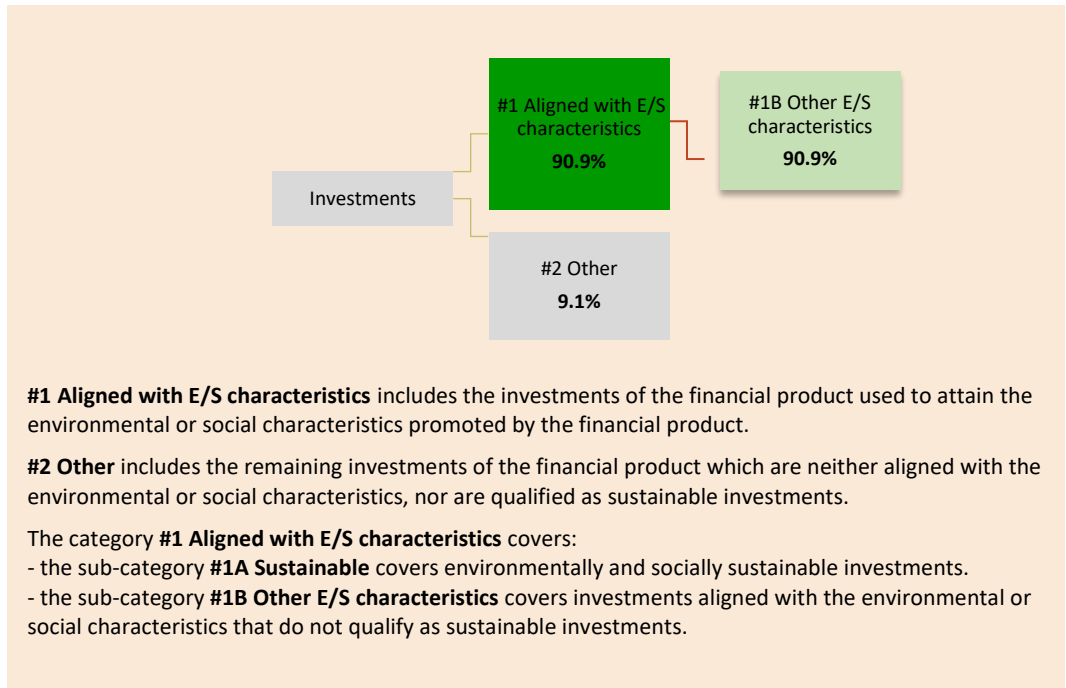 #1 Aligned with E/S
characteristics
90.9%
#1B Other E/S
characteristics
90.9%
Investments
#2 Other
9.1%
#1 Aligned with E/S characteristics includes the investments of the financial product used to attain the
environmental or social characteristics promoted by the financial product.
#2 Other includes the remaining investments of the financial product which are neither aligned with the
environmental or social characteristics, nor are qualified as sustainable investments.
The category #1 Aligned with E/S characteristics covers:
- the sub-category #1A Sustainable covers environmentally and socially sustainable investments.
- the sub-category #1B Other E/S characteristics covers investments aligned with the environmental or
social characteristics that do not qualify as sustainable investments.